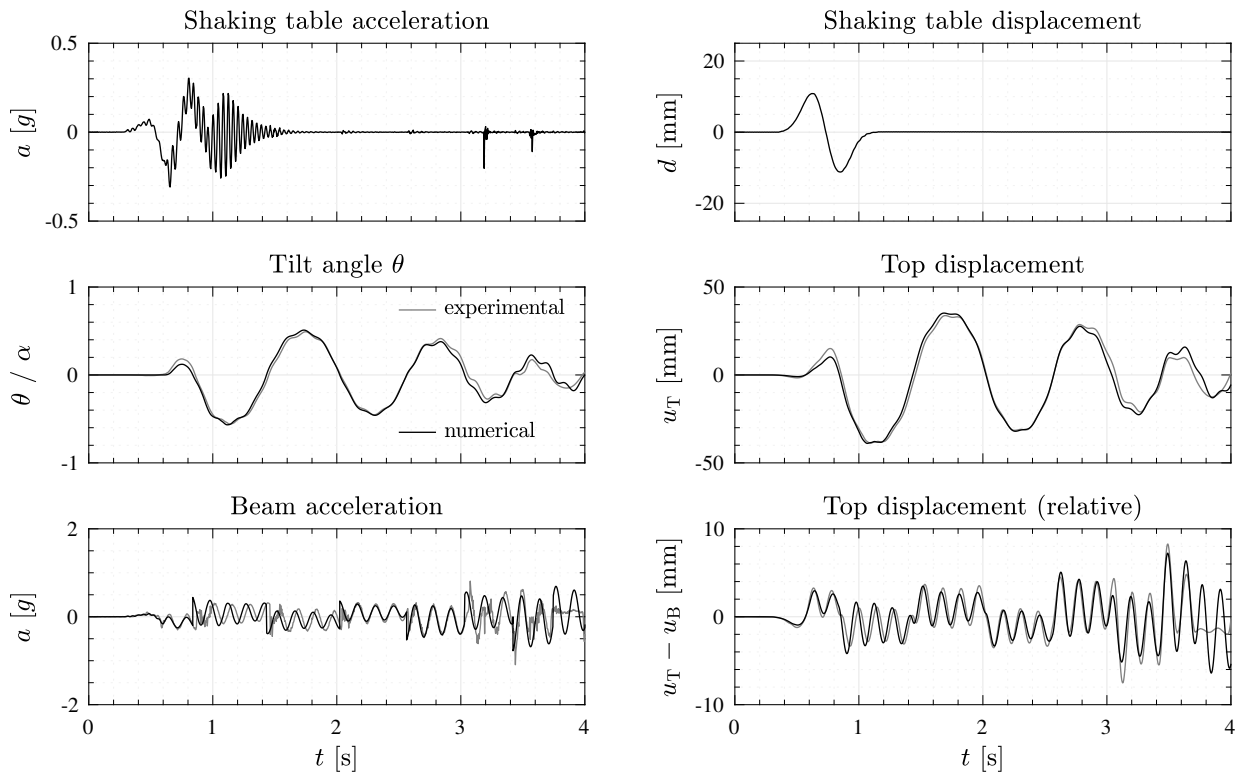 Shaking table acceleration
0.5
0
-0.5
a [g]
Shaking table displacement
20
0
-20
d [mm]
Tilt angle θ
1
0
-1
θ / α
experimental
numerical
Top displacement
50
0
-50
u_T [mm]
Beam acceleration
2
0
-2
a [g]
0 1 2 3 4
t [s]
Top displacement (relative)
10
0
-10
u_T − u_B [mm]
0 1 2 3 4
t [s]